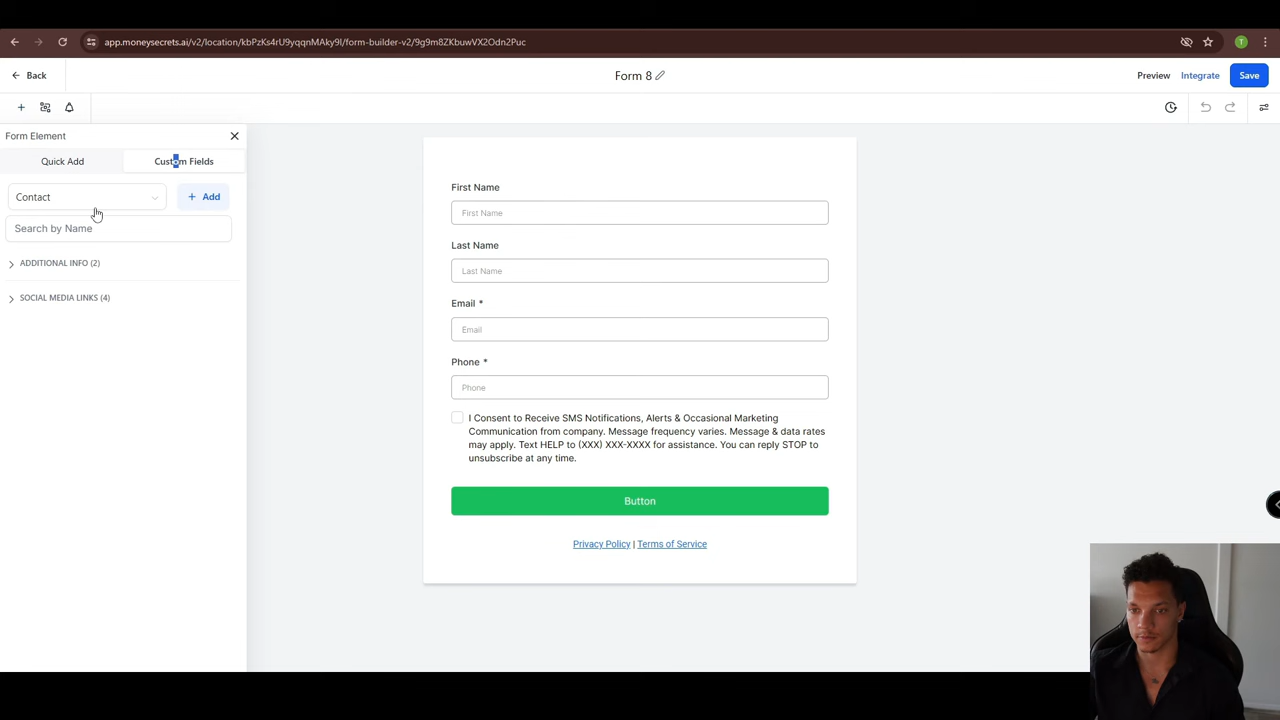 app.moneysecrets.ai/v2/location/kbPzKs4rU9yqqnMAky9I/form-builder-v2/9g9m8ZKbuwVX2Odn2Puc
T
Back
Form 8
Preview
Integrate
Save
Form Element
Quick Add
Custom Fields
Contact
+ Add
Search by Name
ADDITIONAL INFO (2)
SOCIAL MEDIA LINKS (4)
First Name
First Name
Last Name
Last Name
Email *
Email
Phone *
Phone
I Consent to Receive SMS Notifications, Alerts & Occasional Marketing
Communication from company. Message frequency varies. Message & data rates
may apply. Text HELP to (XXX) XXX-XXXX for assistance. You can reply STOP to
unsubscribe at any time.
Button
Privacy Policy | Terms of Service